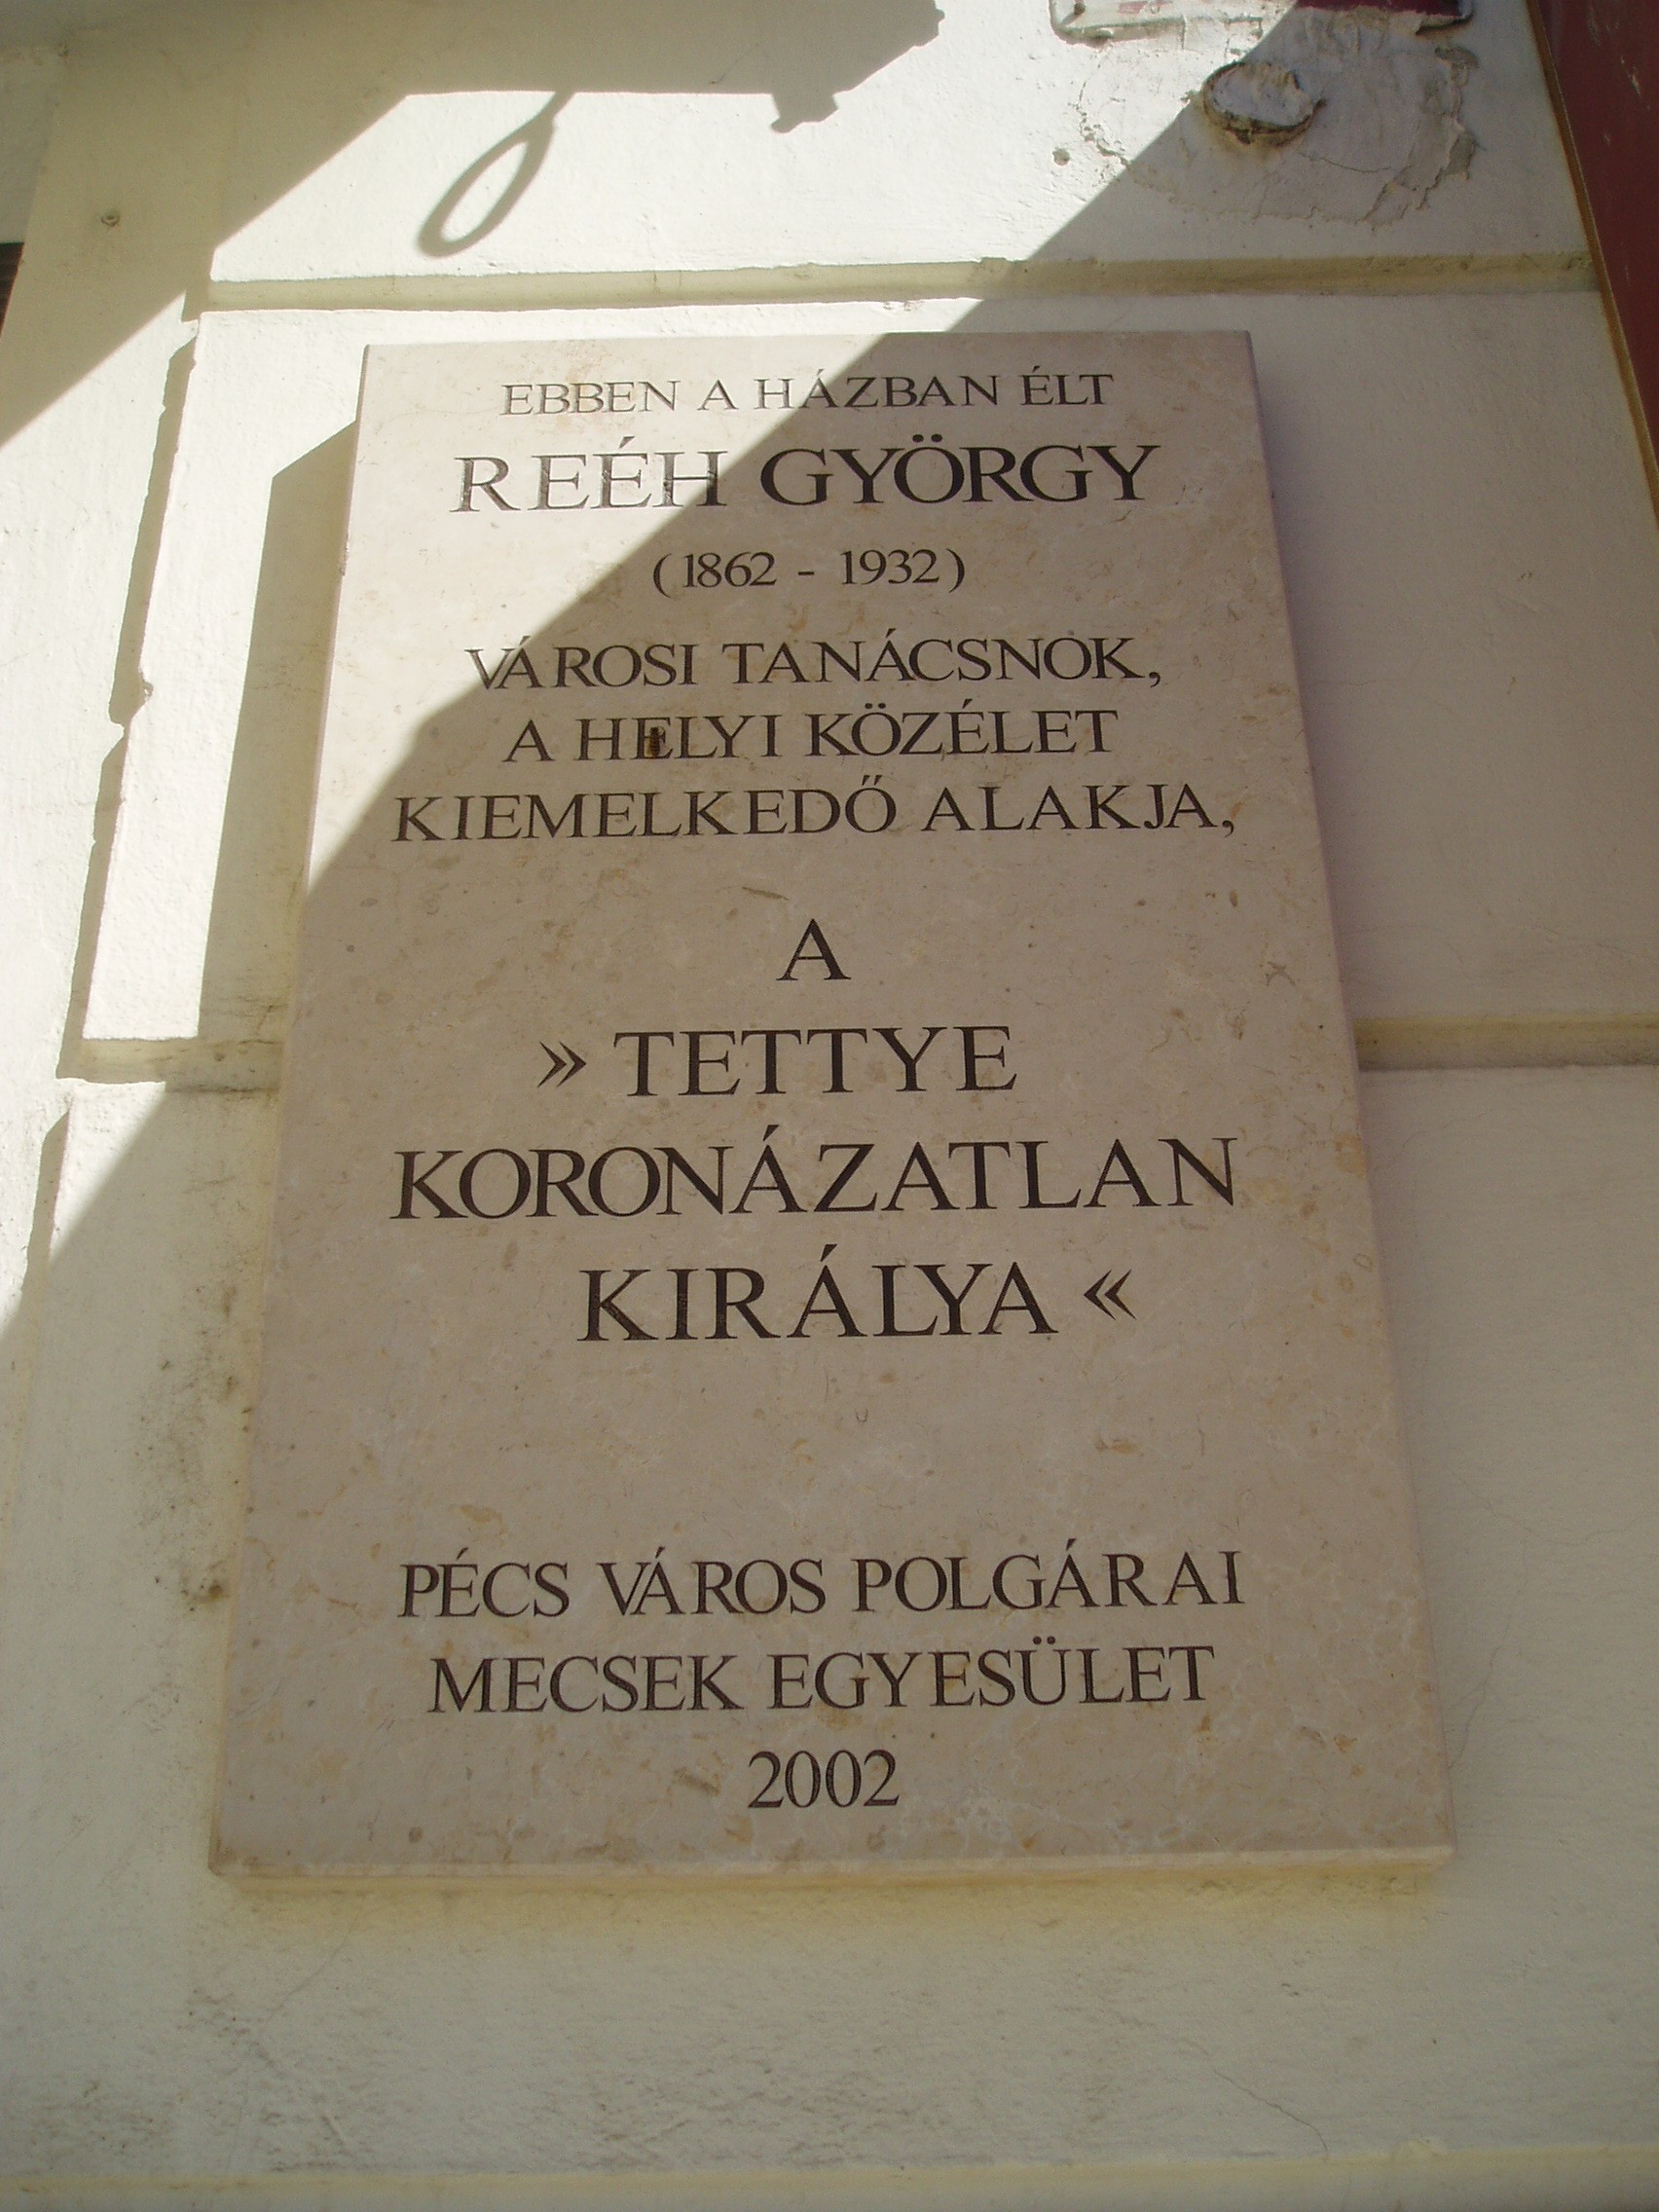 EBBEN A HÁZBAN ÉLT
REÉH GYÖRGY
(1862 - 1932)
VÁROSI TANÁCSNOK,
A HELYI KÖZÉLET
KIEMELKEDŐ ALAKJA,
A
» TETTYE
KORONÁZATLAN
KIRÁLYA «
PÉCS VÁROS POLGÁRAI
MECSEK EGYESÜLET
2002